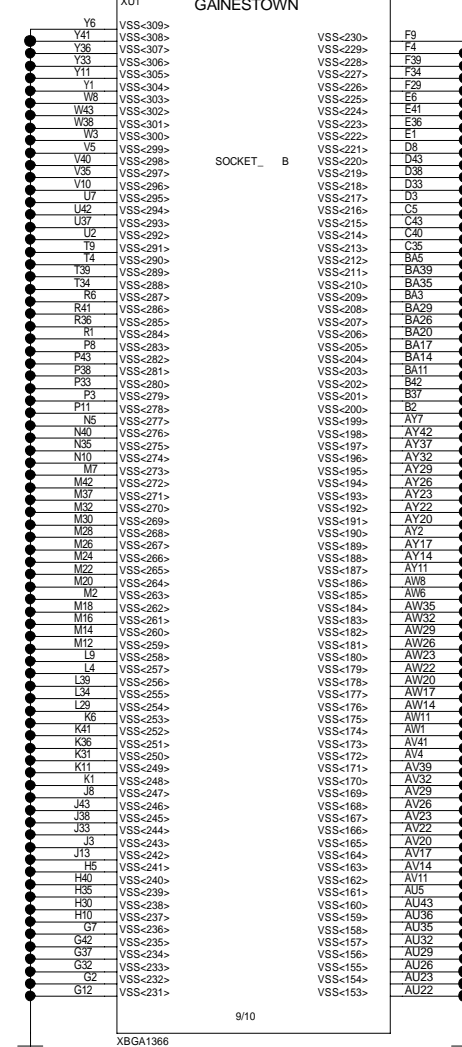 XU1 GAINESTOWN
Y6 VSS<309>
Y41 VSS<308> VSS<230> F9
Y36 VSS<307> VSS<229> F4
Y33 VSS<306> VSS<228> F39
Y11 VSS<305> VSS<227> F34
Y1 VSS<304> VSS<226> F29
W8 VSS<303> VSS<225> E6
W43 VSS<302> VSS<224> E41
W38 VSS<301> VSS<223> E36
W3 VSS<300> VSS<222> E1
V5 VSS<299> VSS<221> D8
V40 VSS<298> SOCKET_ B VSS<220> D43
V35 VSS<297> VSS<219> D38
V10 VSS<296> VSS<218> D33
U7 VSS<295> VSS<217> D3
U42 VSS<294> VSS<216> C5
U37 VSS<293> VSS<215> C43
U2 VSS<292> VSS<214> C40
T9 VSS<291> VSS<213> C35
T4 VSS<290> VSS<212> BA5
T39 VSS<289> VSS<211> BA39
T34 VSS<288> VSS<210> BA35
R6 VSS<287> VSS<209> BA3
R41 VSS<286> VSS<208> BA29
R36 VSS<285> VSS<207> BA26
R1 VSS<284> VSS<206> BA20
P8 VSS<283> VSS<205> BA17
P43 VSS<282> VSS<204> BA14
P38 VSS<281> VSS<203> BA11
P33 VSS<280> VSS<202> B42
P3 VSS<279> VSS<201> B37
P11 VSS<278> VSS<200> B2
N5 VSS<277> VSS<199> AY7
N40 VSS<276> VSS<198> AY42
N35 VSS<275> VSS<197> AY37
N10 VSS<274> VSS<196> AY32
M7 VSS<273> VSS<195> AY29
M42 VSS<272> VSS<194> AY26
M37 VSS<271> VSS<193> AY23
M32 VSS<270> VSS<192> AY22
M30 VSS<269> VSS<191> AY20
M28 VSS<268> VSS<190> AY2
M26 VSS<267> VSS<189> AY17
M24 VSS<266> VSS<188> AY14
M22 VSS<265> VSS<187> AY11
M20 VSS<264> VSS<186> AW8
M2 VSS<263> VSS<185> AW6
M18 VSS<262> VSS<184> AW35
M16 VSS<261> VSS<183> AW32
M14 VSS<260> VSS<182> AW29
M12 VSS<259> VSS<181> AW26
L9 VSS<258> VSS<180> AW23
L4 VSS<257> VSS<179> AW22
L39 VSS<256> VSS<178> AW20
L34 VSS<255> VSS<177> AW17
L29 VSS<254> VSS<176> AW14
K6 VSS<253> VSS<175> AW11
K41 VSS<252> VSS<174> AW1
K36 VSS<251> VSS<173> AV41
K31 VSS<250> VSS<172> AV4
K11 VSS<249> VSS<171> AV39
K1 VSS<248> VSS<170> AV32
J8 VSS<247> VSS<169> AV29
J43 VSS<246> VSS<168> AV26
J38 VSS<245> VSS<167> AV23
J33 VSS<244> VSS<166> AV22
J3 VSS<243> VSS<165> AV20
J13 VSS<242> VSS<164> AV17
H5 VSS<241> VSS<163> AV14
H40 VSS<240> VSS<162> AV11
H35 VSS<239> VSS<161> AU5
H30 VSS<238> VSS<160> AU43
H10 VSS<237> VSS<159> AU36
G7 VSS<236> VSS<158> AU35
G42 VSS<235> VSS<157> AU32
G37 VSS<234> VSS<156> AU29
G32 VSS<233> VSS<155> AU26
G2 VSS<232> VSS<154> AU23
G12 VSS<231> VSS<153> AU22
9/10
XBGA1366